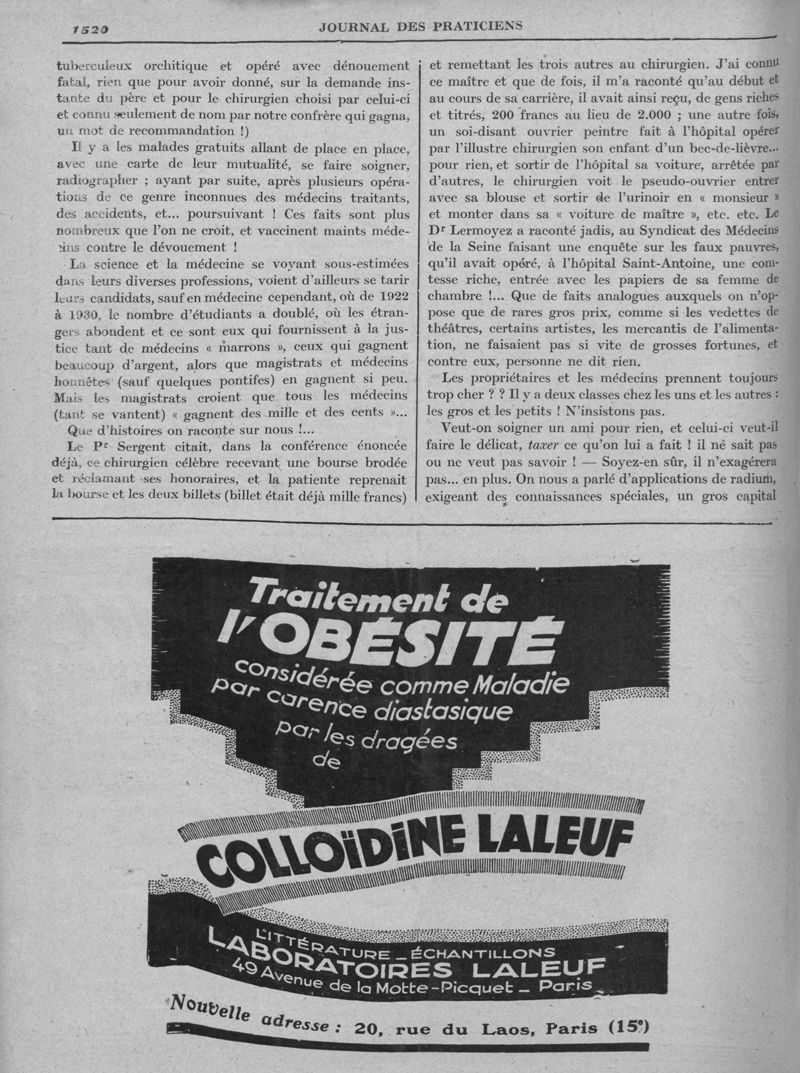 1520
JOURNAL DES PRATICIENS
tuberculeux orchitique et opéré avec dénouement
fatal, rien que pour avoir donné, sur la demande ins-
tante du père et pour le chirurgien choisi par celui-ci
et connu seulement de nom par notre confrère qui gagna,
un mot de recommandation !)
Il y a les malades gratuits allant de place en place,
avec une carte de leur mutualité, se faire soigner,
radiographer ; ayant par suite, après plusieurs opéra-
tions de ce genre inconnues des médecins traitants,
des accidents, et... poursuivant ! Ces faits sont plus
nombreux que l'on ne croit, et vaccinent maints méde-
cins contre le dévouement !
La science et la médecine se voyant sous-estimées
dans leurs diverses professions, voient d'ailleurs se tarir
leurs candidats, sauf en médecine cependant, où de 1922
à 1930, le nombre d'étudiants a doublé, où les étran-
gers abondent et ce sont eux qui fournissent à la jus-
tice tant de médecins « marrons », ceux qui gagnent
beaucoup d'argent, alors que magistrats et médecins
honnêtes (sauf quelques pontifes) en gagnent si peu.
Mais les magistrats croient que tous les médecins
(tant se vantent) « gagnent des mille et des cents »...
Que d'histoires on raconte sur nous !...
Le Pr Sergent citait, dans la conférence énoncée
déjà, ce chirurgien célèbre recevant une bourse brodée
et réclamant ses honoraires, et la patiente reprenait
la bourse et les deux billets (billet était déjà mille francs)
et remettant les trois autres au chirurgien. J'ai connu
ce maître et que de fois, il m'a raconté qu'au début et
au cours de sa carrière, il avait ainsi reçu, de gens riches
et titrés, 200 francs au lieu de 2.000 ; une autre fois,
un soi-disant ouvrier peintre fait à l'hôpital opérer
par l'illustre chirurgien son enfant d'un bec-de-lièvre...
pour rien, et sortir de l'hôpital sa voiture, arrêtée par
d'autres, le chirurgien voit le pseudo-ouvrier entrer
avec sa blouse et sortir de l'urinoir en « monsieur »
et monter dans sa « voiture de maître », etc. etc. Le
Dr Lermoyez a raconté jadis, au Syndicat des Médecins
de la Seine faisant une enquête sur les faux pauvres,
qu'il avait opéré, à l'hôpital Saint-Antoine, une com-
tesse riche, entrée avec les papiers de sa femme de
chambre !... Que de faits analogues auxquels on n'op-
pose que de rares gros prix, comme si les vedettes de
théâtres, certains artistes, les mercantis de l'alimenta-
tion, ne faisaient pas si vite de grosses fortunes, et
contre eux, personne ne dit rien.
Les propriétaires et les médecins prennent toujours
trop cher ? ? Il y a deux classes chez les uns et les autres :
les gros et les petits ! N'insistons pas.
Veut-on soigner un ami pour rien, et celui-ci veut-il
faire le délicat, taxer ce qu'on lui a fait ! il né sait pas
ou ne veut pas savoir ! — Soyez-en sûr, il n'exagérera
pas... en plus. On nous a parlé d'applications de radium,
exigeant des connaissances spéciales, un gros capital
Traitement de
l'OBÉSITÉ
considérée comme Maladie
par carence diastasique
par les dragées
de
COLLOÏDINE LALEUF
LITTÉRATURE _ ÉCHANTILLONS
LABORATOIRES LALEUF
49 Avenue de la Motte-Picquet _ Paris
Nouvelle adresse : 20, rue du Laos, Paris (15e)